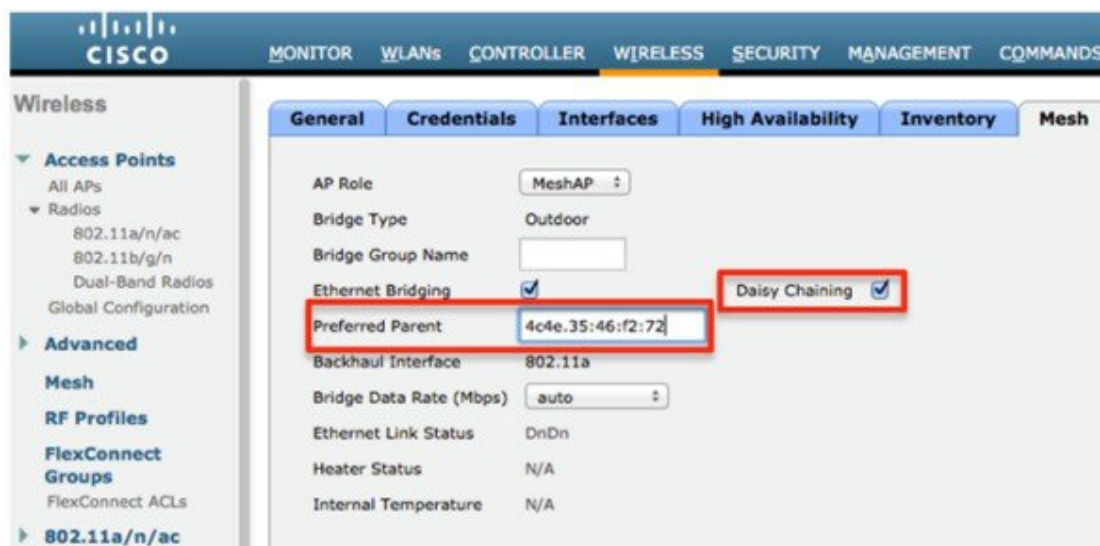 CISCO
MONITOR WLANs CONTROLLER WIRELESS SECURITY MANAGEMENT COMMANDS
Wireless
Access Points
All APs
Radios
802.11a/n/ac
802.11b/g/n
Dual-Band Radios
Global Configuration
Advanced
Mesh
RF Profiles
FlexConnect
Groups
FlexConnect ACLs
802.11a/n/ac
General Credentials Interfaces High Availability Inventory Mesh
AP Role MeshAP
Bridge Type Outdoor
Bridge Group Name
Ethernet Bridging Daisy Chaining
Preferred Parent 4c4e.35:46:f2:72
Backhaul Interface 802.11a
Bridge Data Rate (Mbps) auto
Ethernet Link Status DnDn
Heater Status N/A
Internal Temperature N/A